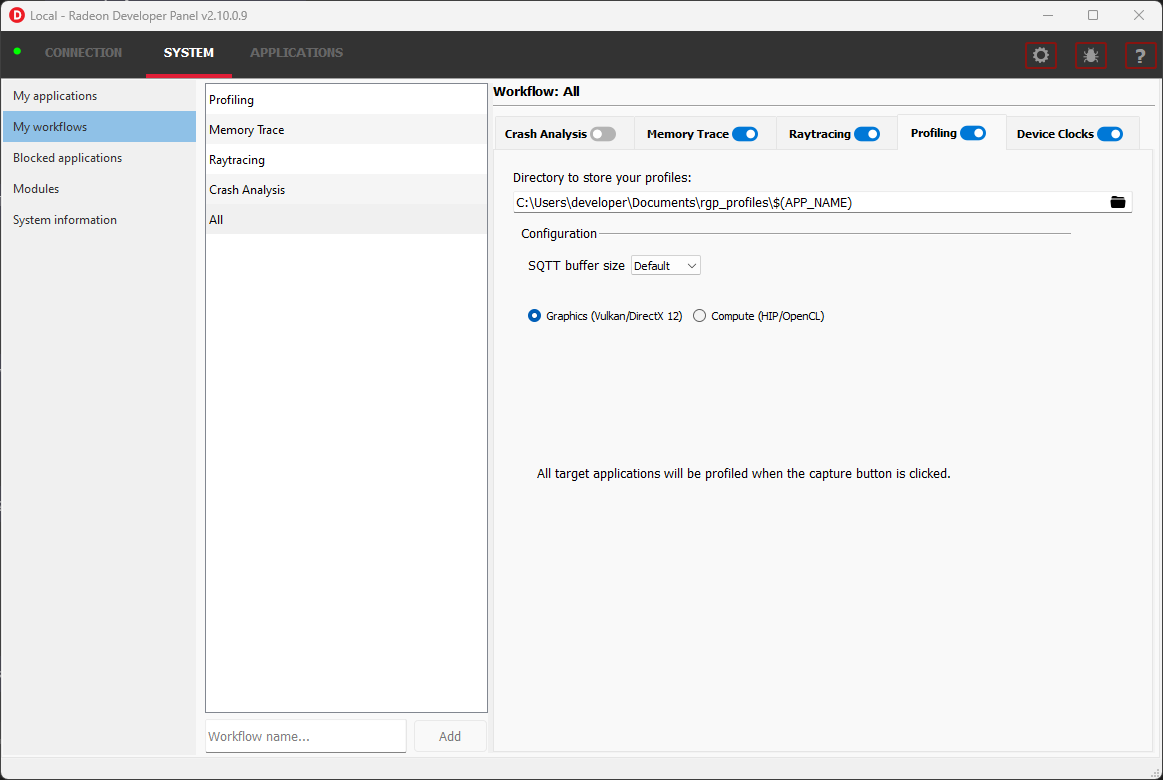 D Local - Radeon Developer Panel v2.10.0.9
CONNECTION SYSTEM APPLICATIONS ?
My applications
My workflows
Blocked applications
Modules
System information
Profiling
Memory Trace
Raytracing
Crash Analysis
All
Workflow name...
Add
Workflow: All
Crash Analysis Memory Trace Raytracing Profiling Device Clocks
Directory to store your profiles:
C:\Users\developer\Documents\rgp_profiles\$(APP_NAME)
Configuration
SQTT buffer size Default
Graphics (Vulkan/DirectX 12) Compute (HIP/OpenCL)
All target applications will be profiled when the capture button is clicked.